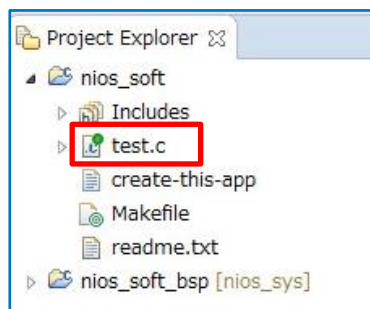 Project Explorer
nios_soft
Includes
test.c
create-this-app
Makefile
readme.txt
nios_soft_bsp [nios_sys]